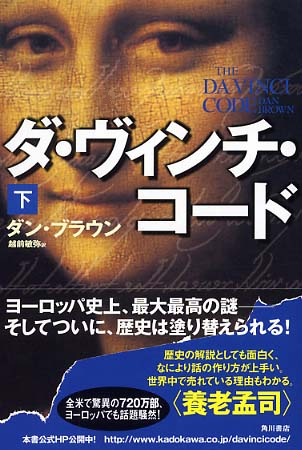 THE
DA VINCI
CODE DAN
BROWN
ダ・ヴィンチ・
コード
下
ダン・ブラウン
越前敏弥 訳
ヨーロッパ史上、最大最高の謎―
そしてついに、歴史は塗り替えられる!
歴史の解説としても面白く、
なにより話の作り方が上手い。
世界中で売れている理由もわかる。
〈養老孟司〉
全米で驚異の720万部、
ヨーロッパでも話題騒然!
角川書店
本書公式HP公開中! http://www.kadokawa.co.jp/davincicode/